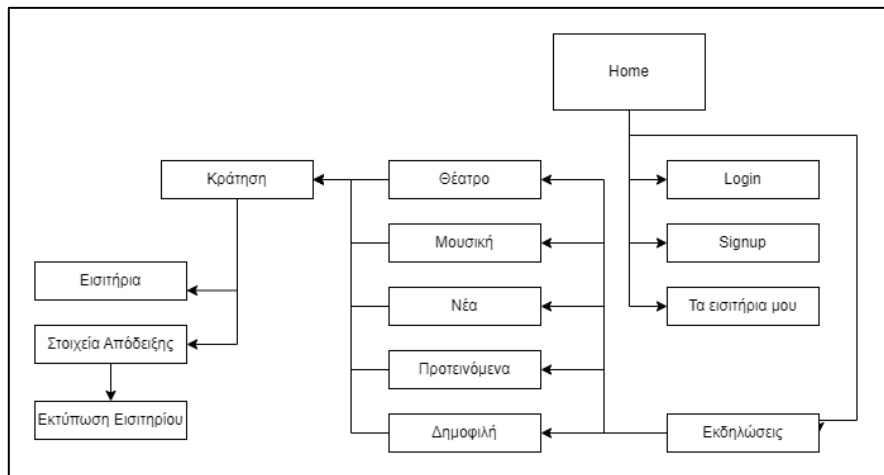 Home
Κράτηση
Θέατρο
Login
Μουσική
Signup
Εισιτήρια
Νέα
Τα εισιτήρια μου
Στοιχεία Απόδειξης
Προτεινόμενα
Εκτύπωση Εισιτηρίου
Δημοφιλή
Εκδηλώσεις